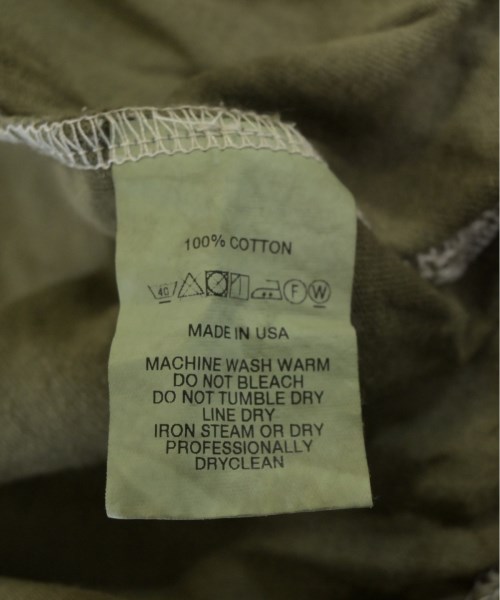 100% COTTON
40 F W
MADE IN USA
MACHINE WASH WARM
DO NOT BLEACH
DO NOT TUMBLE DRY
LINE DRY
IRON STEAM OR DRY
PROFESSIONALLY
DRYCLEAN